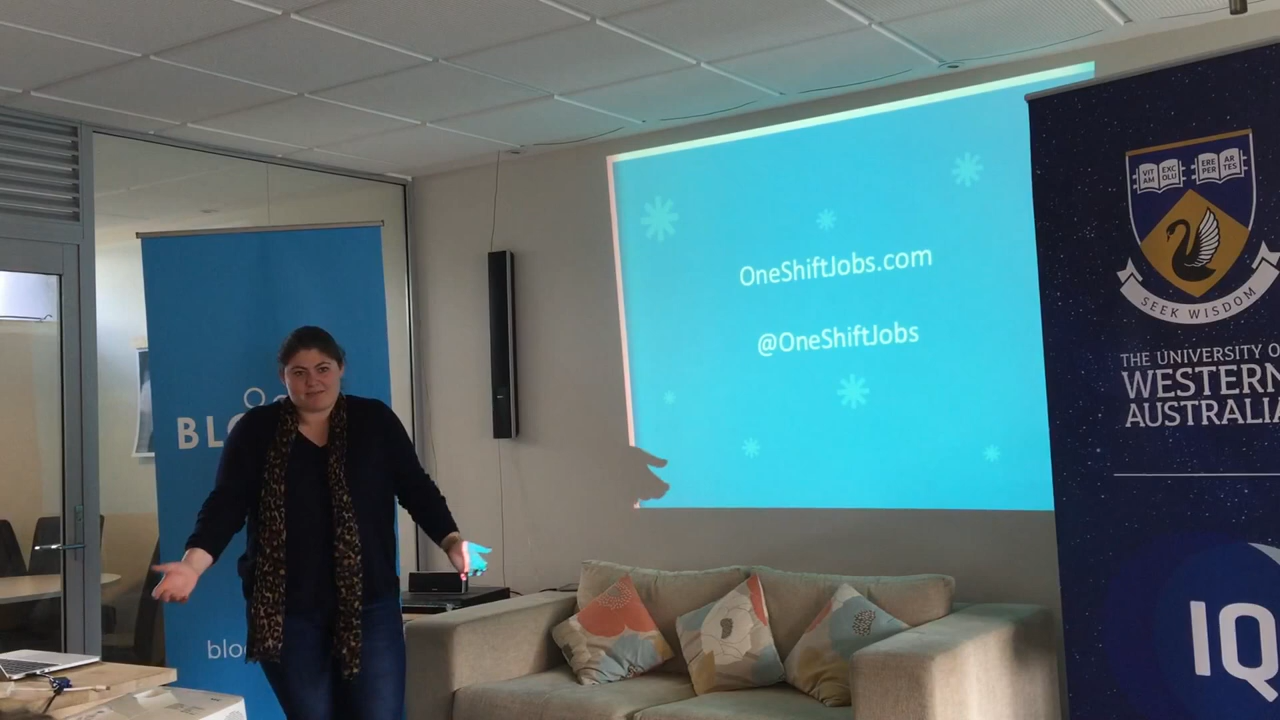 OneShiftJobs.com
@OneShiftJobs
VIT EXC ERE AR
AM OLU PER TES
SEEK WISDOM
THE UNIVERSITY O
WESTERN
AUSTRALIA
IQ
BLO
bloo